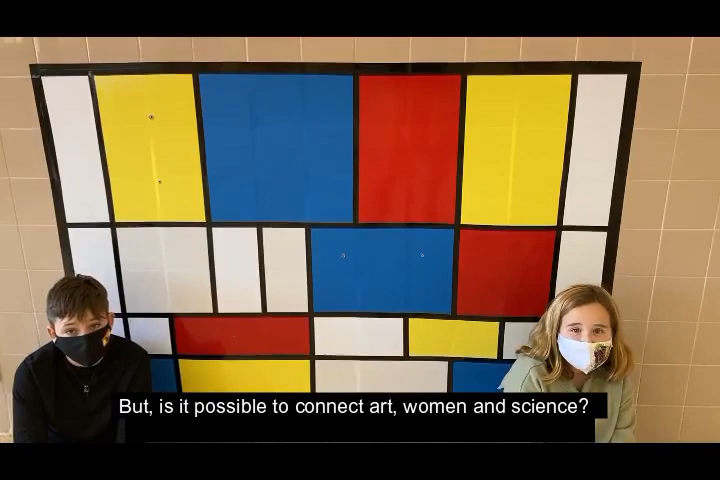 But, is it possible to connect art, women and science?